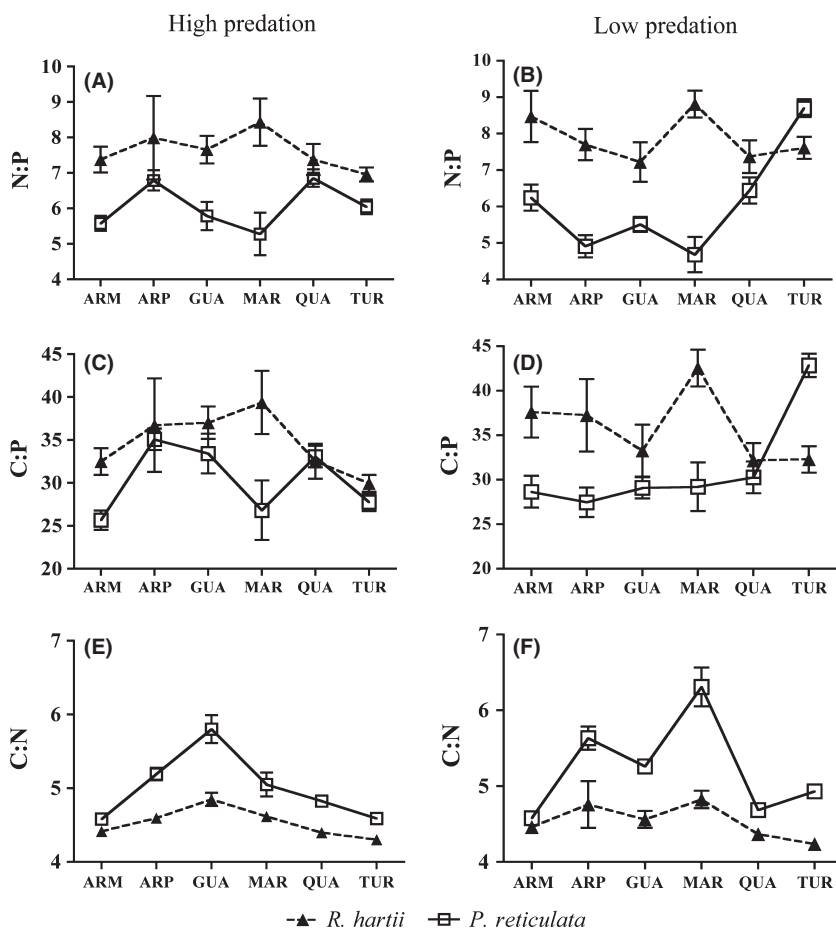 High predation
Low predation
(A)
N:P
10
9
8
7
6
5
4
ARM ARP GUA MAR QUA TUR
(B)
N:P
10
9
8
7
6
5
4
ARM ARP GUA MAR QUA TUR
(C)
C:P
45
40
35
30
25
20
ARM ARP GUA MAR QUA TUR
(D)
C:P
45
40
35
30
25
20
ARM ARP GUA MAR QUA TUR
(E)
C:N
7
6
5
4
ARM ARP GUA MAR QUA TUR
(F)
C:N
7
6
5
4
ARM ARP GUA MAR QUA TUR
R. hartii P. reticulata